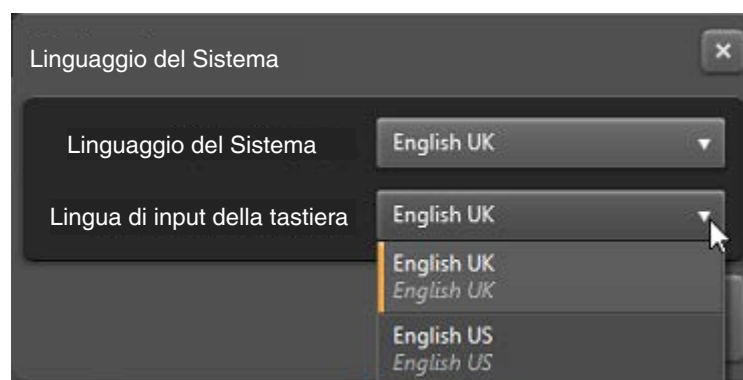 Linguaggio del Sistema
Linguaggio del Sistema English UK
Lingua di input della tastiera English UK
English UK
English UK
English US
English US